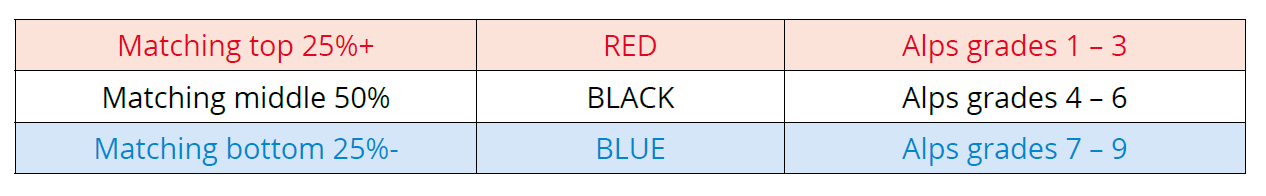 Matching top 25%+ RED Alps grades 1 – 3
Matching middle 50% BLACK Alps grades 4 – 6
Matching bottom 25%- BLUE Alps grades 7 – 9